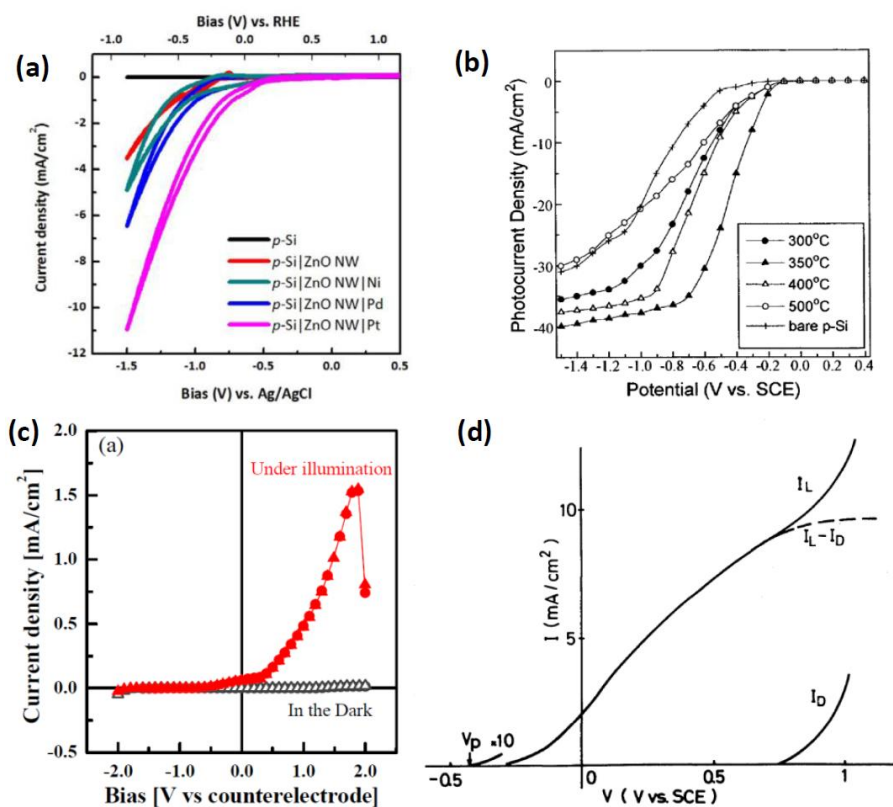 (a)
Bias (V) vs. RHE
-1.0 -0.5 0.0 0.5 1.0
Current density (mA/cm²)
0
-2
-4
-6
-8
-10
-12
p-Si
p-Si|ZnO NW
p-Si|ZnO NW|Ni
p-Si|ZnO NW|Pd
p-Si|ZnO NW|Pt
-1.5 -1.0 -0.5 0.0 0.5
Bias (V) vs. Ag/AgCl
(b)
Photocurrent Density (mA/cm²)
0
-10
-20
-30
-40
300°C
350°C
400°C
500°C
bare p-Si
-1.4 -1.2 -1.0 -0.8 -0.6 -0.4 -0.2 0.0 0.2 0.4
Potential (V vs. SCE)
(c)
(a)
Current density [mA/cm²]
2.0
1.5
1.0
0.5
0.0
-0.5
Under illumination
In the Dark
-2.0 -1.0 0.0 1.0 2.0
Bias [V vs counterelectrode]
(d)
I (mA/cm²)
10
5
I_L
I_L-I_D
I_D
V_P ×10
-0.5 0 0.5 1
V (V vs.SCE)